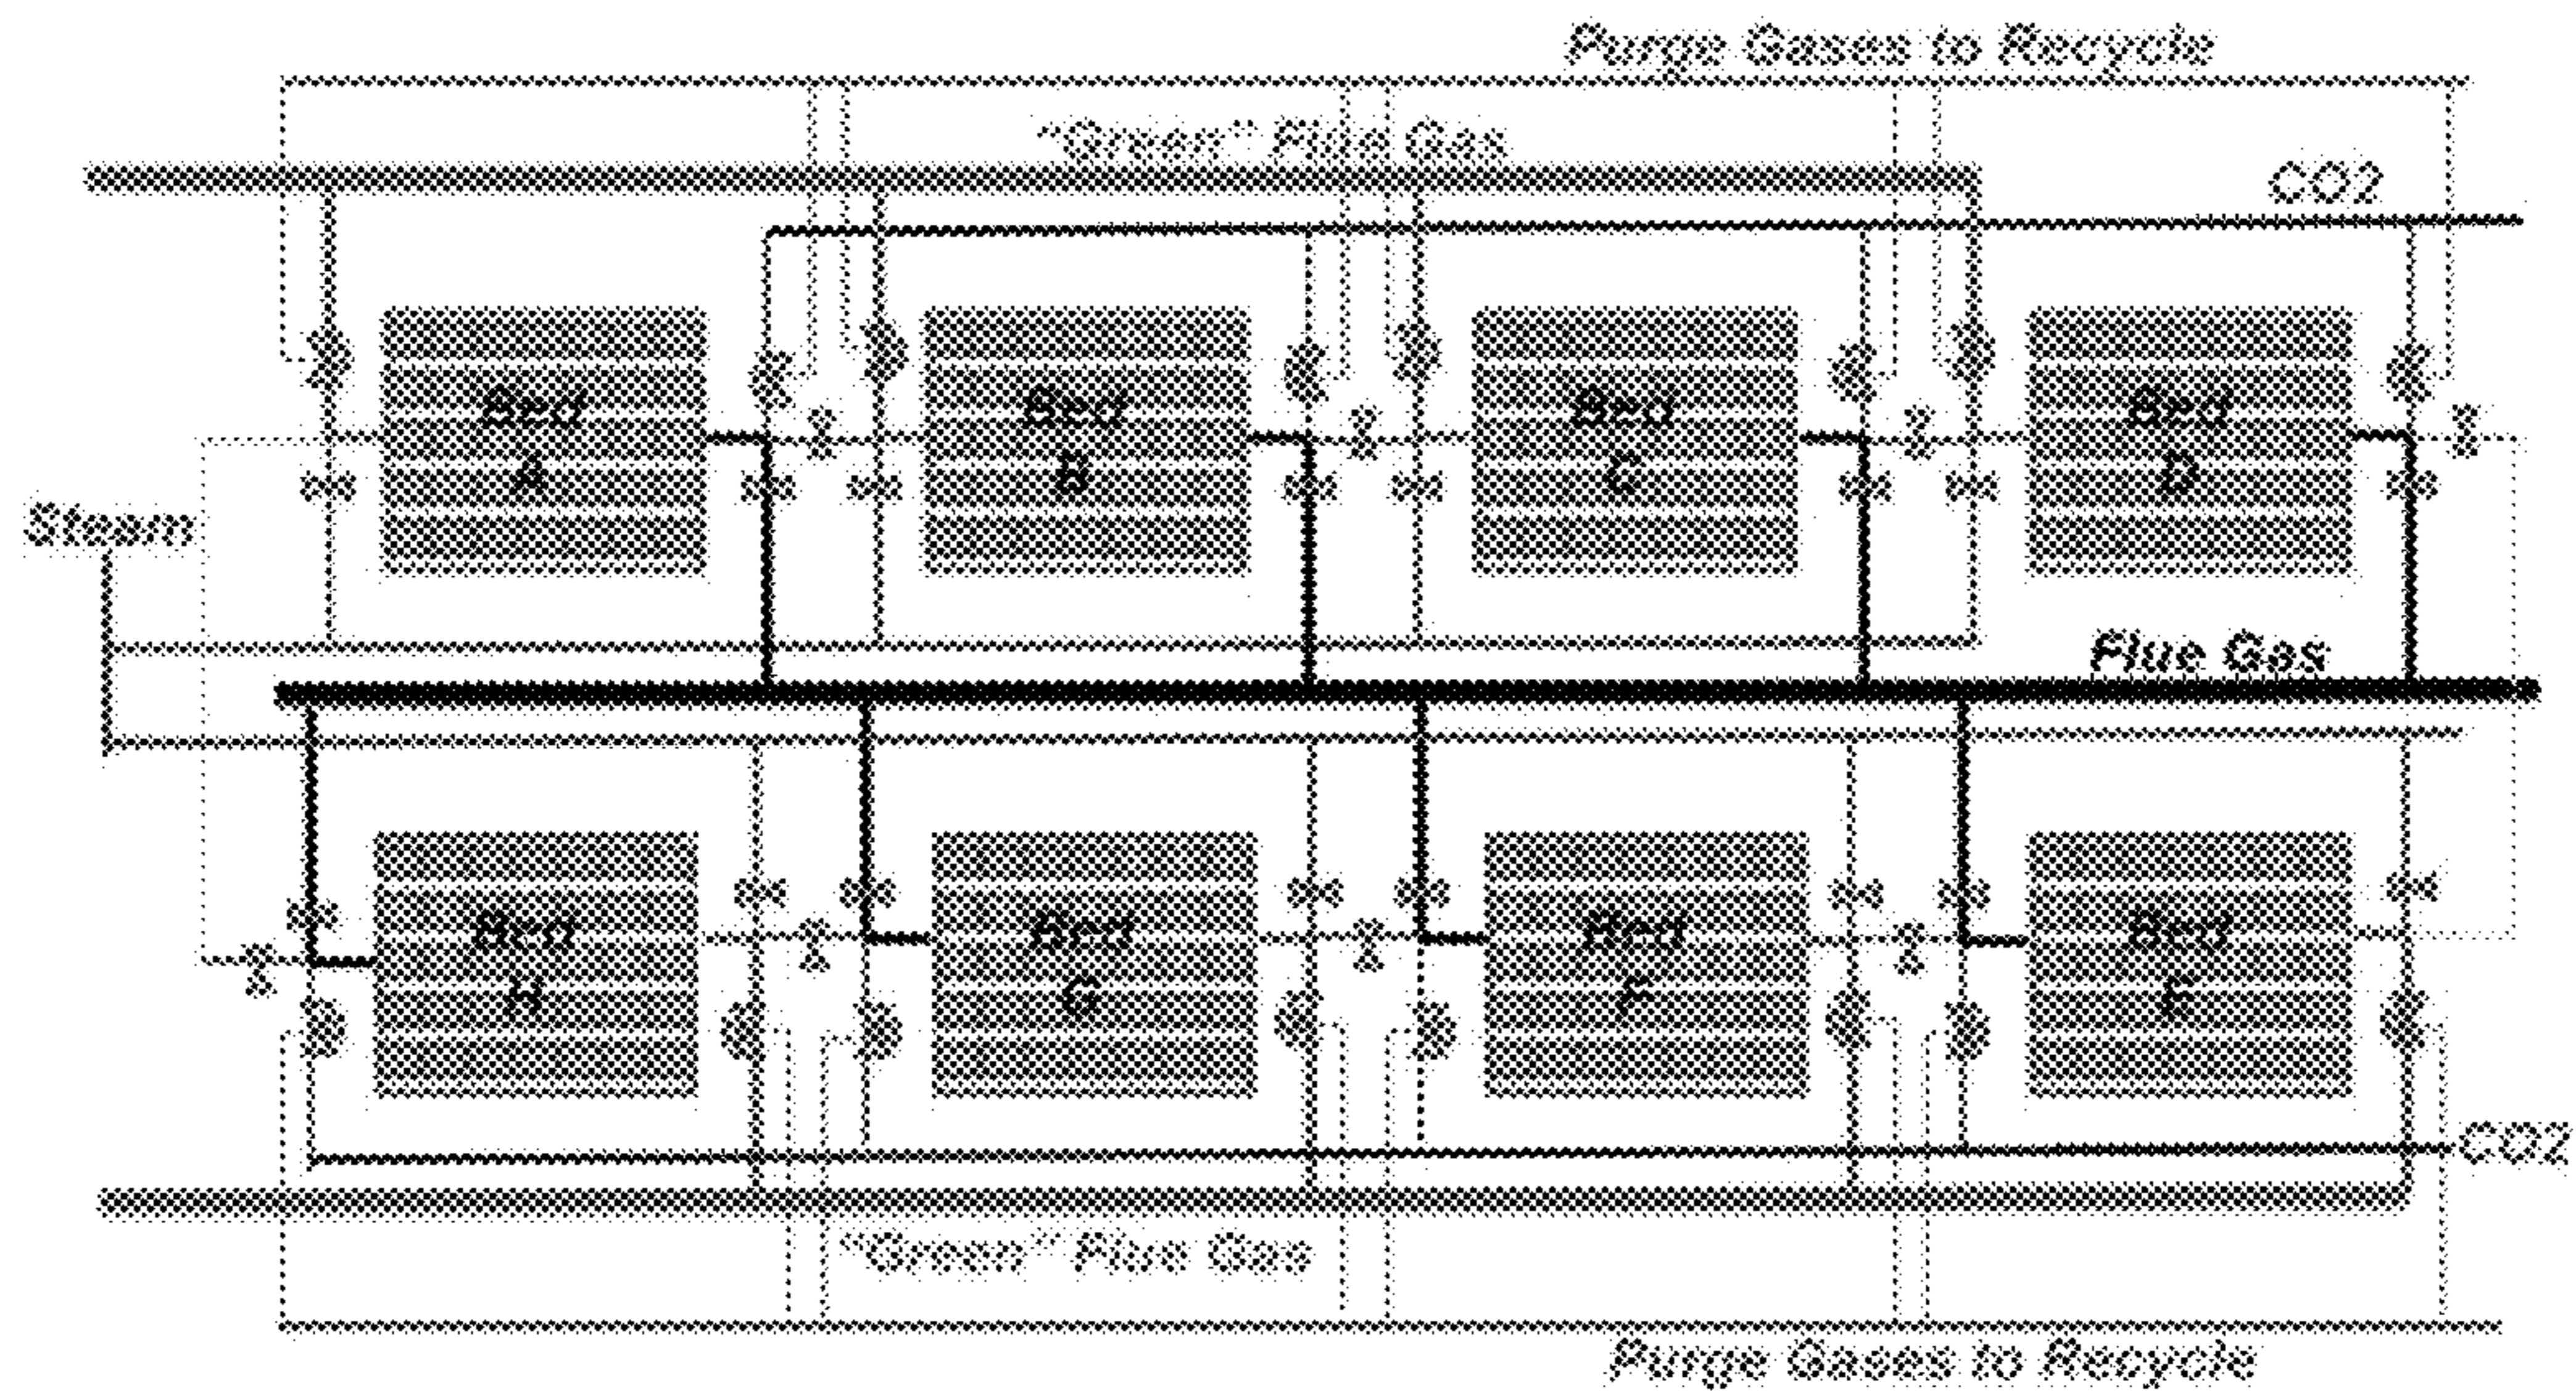 Purge Gases to Recycle
"Green" Flue Gas
CO2
Bed
A
Bed
B
Bed
C
Bed
D
Steam
Flue Gas
Bed
H
Bed
G
Bed
F
Bed
E
CO2
"Green" Flue Gas
Purge Gases to Recycle